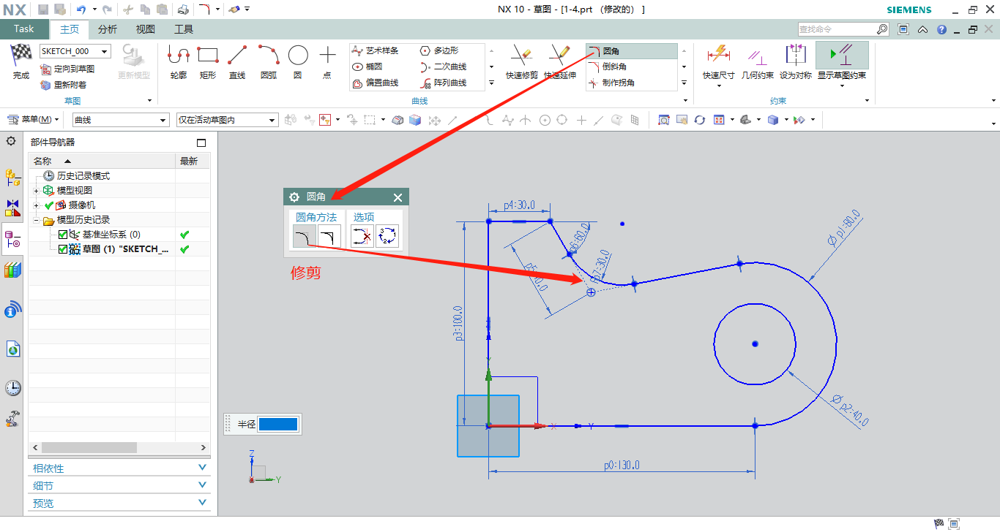 NX
NX 10 - 草图 - [1-4.prt （修改的） ]
SIEMENS
Task
主页
分析
视图
工具
查找命令
完成
SKETCH_000
定向到草图
重新附着
更新模型
草图
轮廓
矩形
直线
圆弧
圆
点
艺术样条
椭圆
偏置曲线
多边形
二次曲线
阵列曲线
快速修剪
快速延伸
圆角
倒斜角
制作拐角
曲线
快速尺寸
几何约束
设为对称
显示草图约束
约束
菜单(M)
曲线
仅在活动草图内
部件导航器
名称
最新
历史记录模式
模型视图
摄像机
模型历史记录
基准坐标系 (0)
草图 (1) "SKETCH_...
相依性
细节
预览
圆角
圆角方法
选项
修剪
半径
p4:30.0
p3:100.0
p7:30.0
Ø p1:80.0
Ø p2:40.0
p0:130.0
X
Y
Y
Z
Y